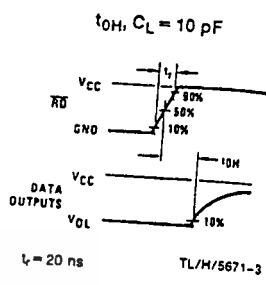 t0H, CL = 10 pF
tr
VCC
90%
RD
50%
GND
10%
t0H
VCC
DATA
OUTPUTS
VOL
10%
tr = 20 ns
TL/H/5671-3